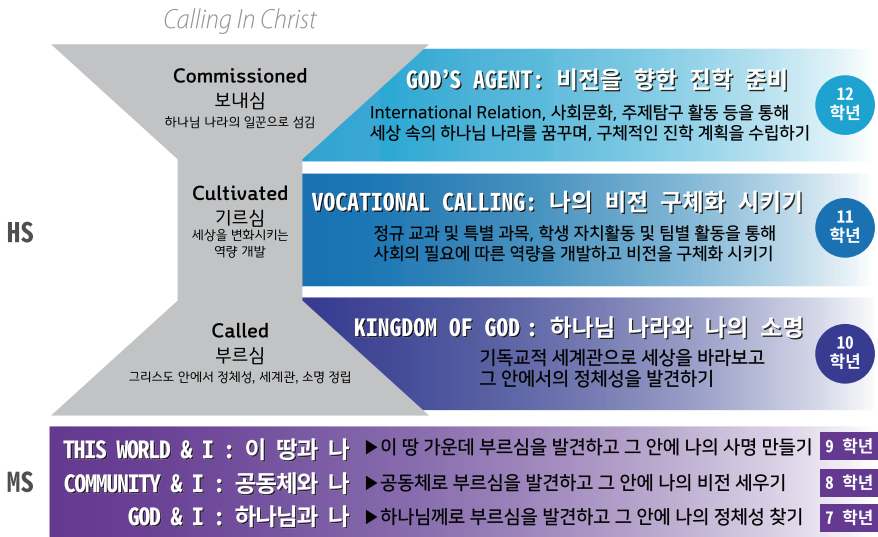 Calling In Christ
HS
Commissioned
보내심
하나님 나라의 일꾼으로 섬김
GOD'S AGENT: 비전을 향한 진학 준비
International Relation, 사회문화, 주제탐구 활동 등을 통해
세상 속의 하나님 나라를 꿈꾸며, 구체적인 진학 계획을 수립하기
12
학년
Cultivated
기르심
세상을 변화시키는
역량 개발
VOCATIONAL CALLING: 나의 비전 구체화 시키기
정규 교과 및 특별 과목, 학생 자치활동 및 팀별 활동을 통해
사회의 필요에 따른 역량을 개발하고 비전을 구체화 시키기
11
학년
Called
부르심
그리스도 안에서 정체성, 세계관, 소명 정립
KINGDOM OF GOD : 하나님 나라와 나의 소명
기독교적 세계관으로 세상을 바라보고
그 안에서의 정체성을 발견하기
10
학년
MS
THIS WORLD & I : 이 땅과 나 ▶이 땅 가운데 부르심을 발견하고 그 안에 나의 사명 만들기 9 학년
COMMUNITY & I : 공동체와 나 ▶공동체로 부르심을 발견하고 그 안에 나의 비전 세우기 8 학년
GOD & I : 하나님과 나 ▶하나님께로 부르심을 발견하고 그 안에 나의 정체성 찾기 7 학년